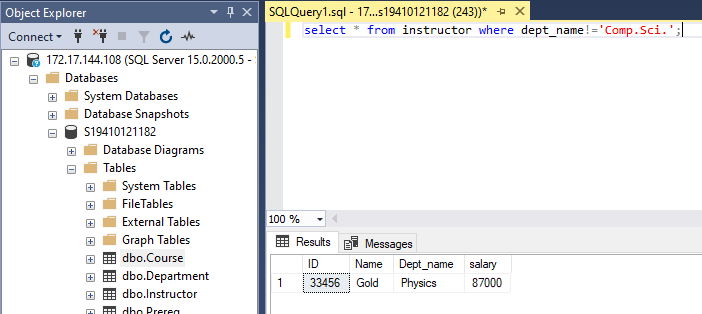 Object Explorer
Connect
172.17.144.108 (SQL Server 15.0.2000.5 -
Databases
System Databases
Database Snapshots
S19410121182
Database Diagrams
Tables
System Tables
FileTables
External Tables
Graph Tables
dbo.Course
dbo.Department
dbo.Instructor
dbo.Prereq
SQLQuery1.sql - 17...s19410121182 (243))*
select * from instructor where dept_name!='Comp.Sci.';
100 %
Results Messages
ID Name Dept_name salary
1 33456 Gold Physics 87000